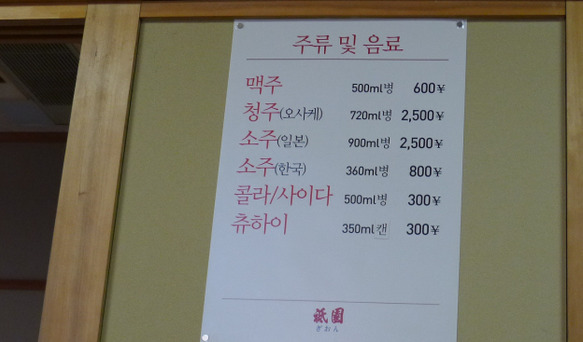 주류 및 음료
맥주 500ml병 600¥
청주(오사케) 720ml병 2,500¥
소주(일본) 900ml병 2,500¥
소주(한국) 360ml병 800¥
콜라/사이다 500ml병 300¥
츄하이 350ml캔 300¥
祇園
ぎおん